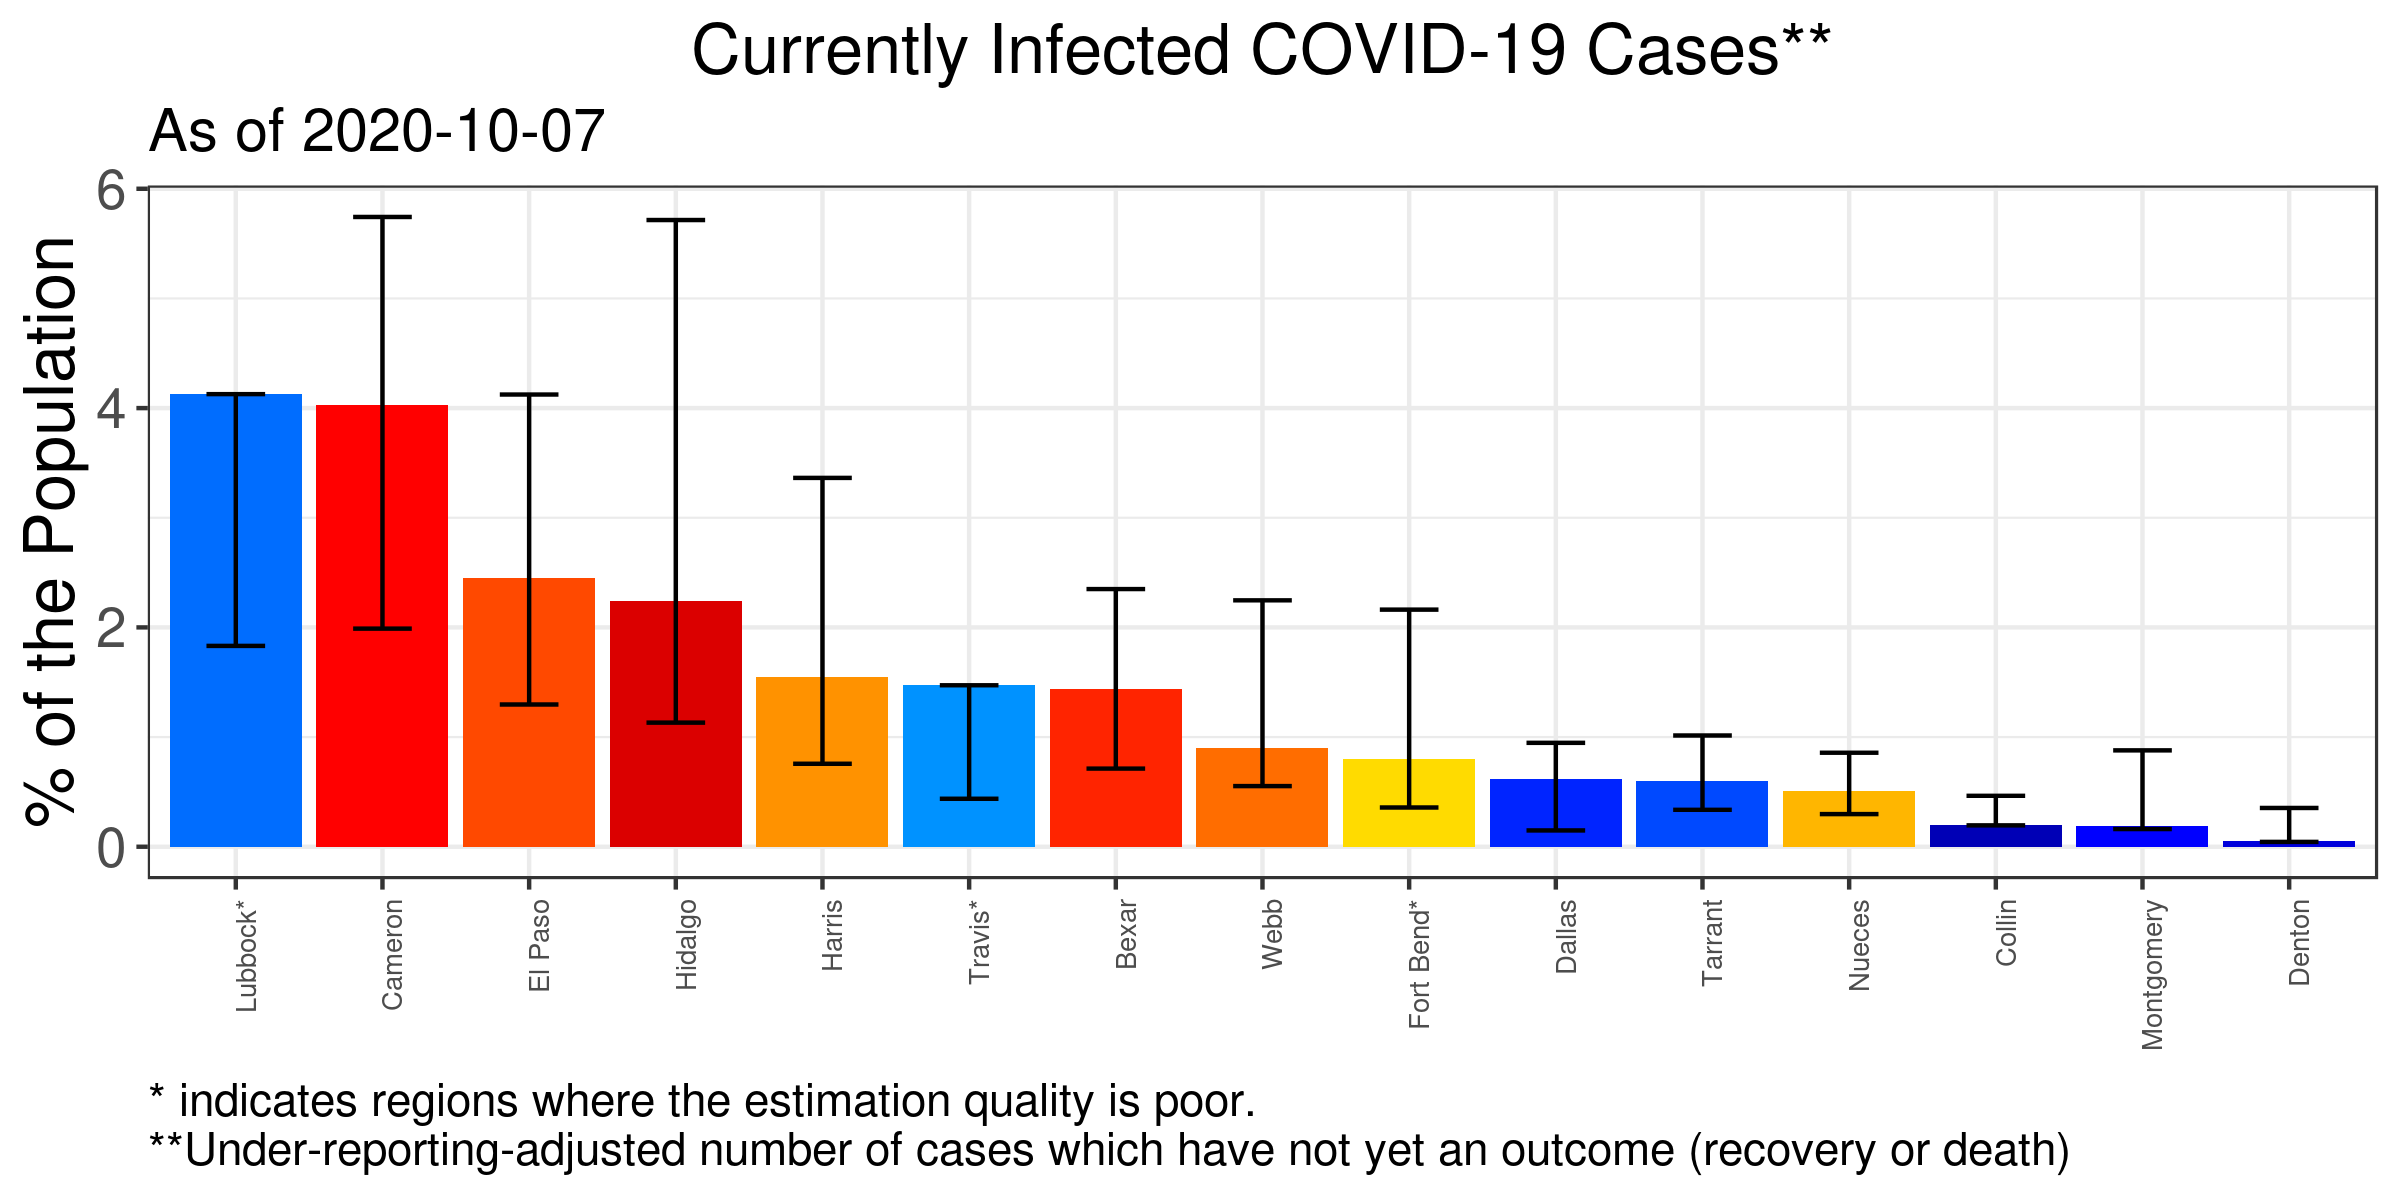 Currently Infected COVID-19 Cases**
As of 2020-10-07
% of the Population
6
4
2
0
Lubbock*
Cameron
El Paso
Hidalgo
Harris
Travis*
Bexar
Webb
Fort Bend*
Dallas
Tarrant
Nueces
Collin
Montgomery
Denton
* indicates regions where the estimation quality is poor.
**Under-reporting-adjusted number of cases which have not yet an outcome (recovery or death)